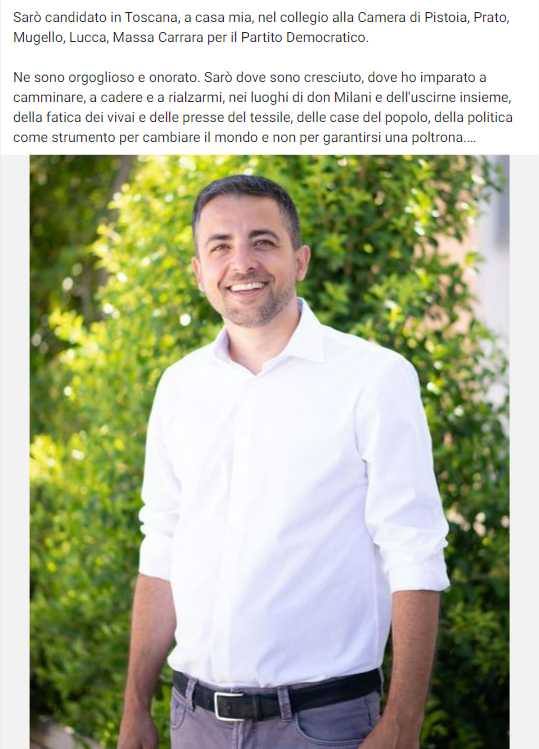 Sarò candidato in Toscana, a casa mia, nel collegio alla Camera di Pistoia, Prato,
Mugello, Lucca, Massa Carrara per il Partito Democratico.
Ne sono orgoglioso e onorato. Sarò dove sono cresciuto, dove ho imparato a
camminare, a cadere e a rialzarmi, nei luoghi di don Milani e dell'uscirne insieme,
della fatica dei vivai e delle presse del tessile, delle case del popolo, della politica
come strumento per cambiare il mondo e non per garantirsi una poltrona....